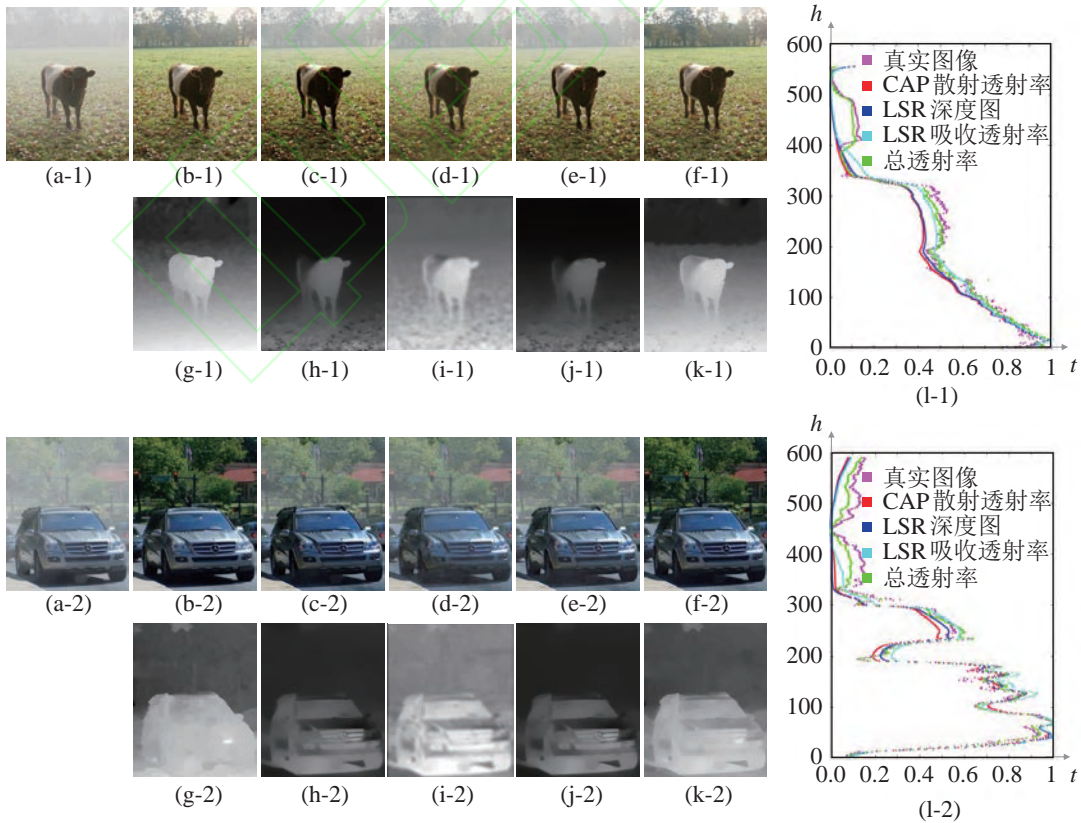 (a-1) (b-1) (c-1) (d-1) (e-1) (f-1)
(g-1) (h-1) (i-1) (j-1) (k-1)
h
600
500
400
300
200
100
0
真实图像
CAP散射透射率
LSR深度图
LSR吸收透射率
总透射率
0 0.2 0.4 0.6 0.8 1 t
(l-1)
(a-2) (b-2) (c-2) (d-2) (e-2) (f-2)
(g-2) (h-2) (i-2) (j-2) (k-2)
h
600
500
400
300
200
100
0
真实图像
CAP散射透射率
LSR深度图
LSR吸收透射率
总透射率
0.0 0.2 0.4 0.6 0.8 1 t
(l-2)